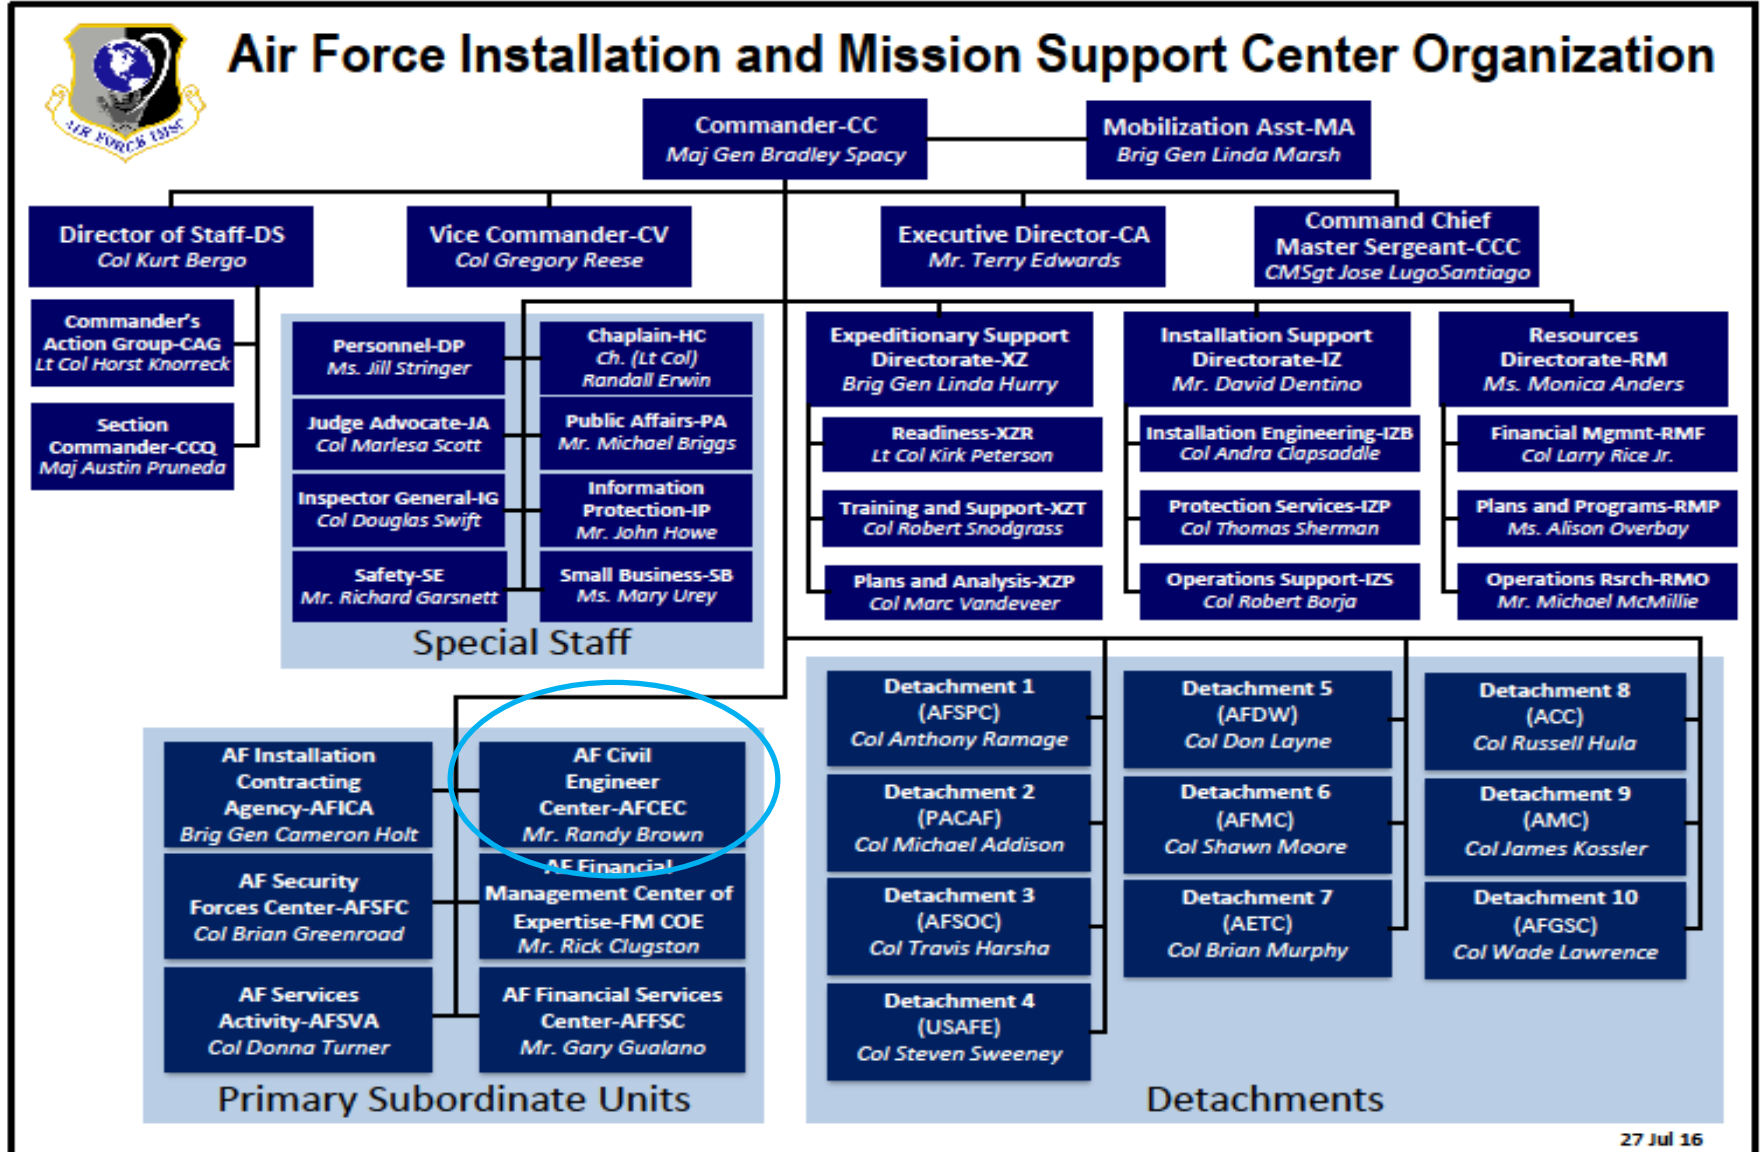 Air Force Installation and Mission Support Center Organization
AIR FORCE IMSC
Commander-CC
Maj Gen Bradley Spacy
Mobilization Asst-MA
Brig Gen Linda Marsh
Director of Staff-DS
Col Kurt Bergo
Vice Commander-CV
Col Gregory Reese
Executive Director-CA
Mr. Terry Edwards
Command Chief
Master Sergeant-CCC
CMSgt Jose LugoSantiago
Commander's
Action Group-CAG
Lt Col Horst Knorreck
Section
Commander-CCQ
Maj Austin Pruneda
Personnel-DP
Ms. Jill Stringer
Chaplain-HC
Ch. (Lt Col)
Randall Erwin
Judge Advocate-JA
Col Marlesa Scott
Public Affairs-PA
Mr. Michael Briggs
Inspector General-IG
Col Douglas Swift
Information
Protection-IP
Mr. John Howe
Safety-SE
Mr. Richard Garsnett
Small Business-SB
Ms. Mary Urey
Special Staff
Expeditionary Support
Directorate-XZ
Brig Gen Linda Hurry
Readiness-XZR
Lt Col Kirk Peterson
Training and Support-XZT
Col Robert Snodgrass
Plans and Analysis-XZP
Col Marc Vandeveer
Installation Support
Directorate-IZ
Mr. David Dentino
Installation Engineering-IZB
Col Andra Clapsaddle
Protection Services-IZP
Col Thomas Sherman
Operations Support-IZS
Col Robert Borja
Resources
Directorate-RM
Ms. Monica Anders
Financial Mgmnt-RMF
Col Larry Rice Jr.
Plans and Programs-RMP
Ms. Alison Overbay
Operations Rsrch-RMO
Mr. Michael McMillie
AF Installation
Contracting
Agency-AFICA
Brig Gen Cameron Holt
AF Civil
Engineer
Center-AFCEC
Mr. Randy Brown
AF Security
Forces Center-AFSFC
Col Brian Greenroad
AF Financial
Management Center of
Expertise-FM COE
Mr. Rick Clugston
AF Services
Activity-AFSVA
Col Donna Turner
AF Financial Services
Center-AFFSC
Mr. Gary Gualano
Primary Subordinate Units
Detachment 1
(AFSPC)
Col Anthony Ramage
Detachment 2
(PACAF)
Col Michael Addison
Detachment 3
(AFSOC)
Col Travis Harsha
Detachment 4
(USAFE)
Col Steven Sweeney
Detachment 5
(AFDW)
Col Don Layne
Detachment 6
(AFMC)
Col Shawn Moore
Detachment 7
(AETC)
Col Brian Murphy
Detachment 8
(ACC)
Col Russell Hula
Detachment 9
(AMC)
Col James Kossler
Detachment 10
(AFGSC)
Col Wade Lawrence
Detachments
27 Jul 16